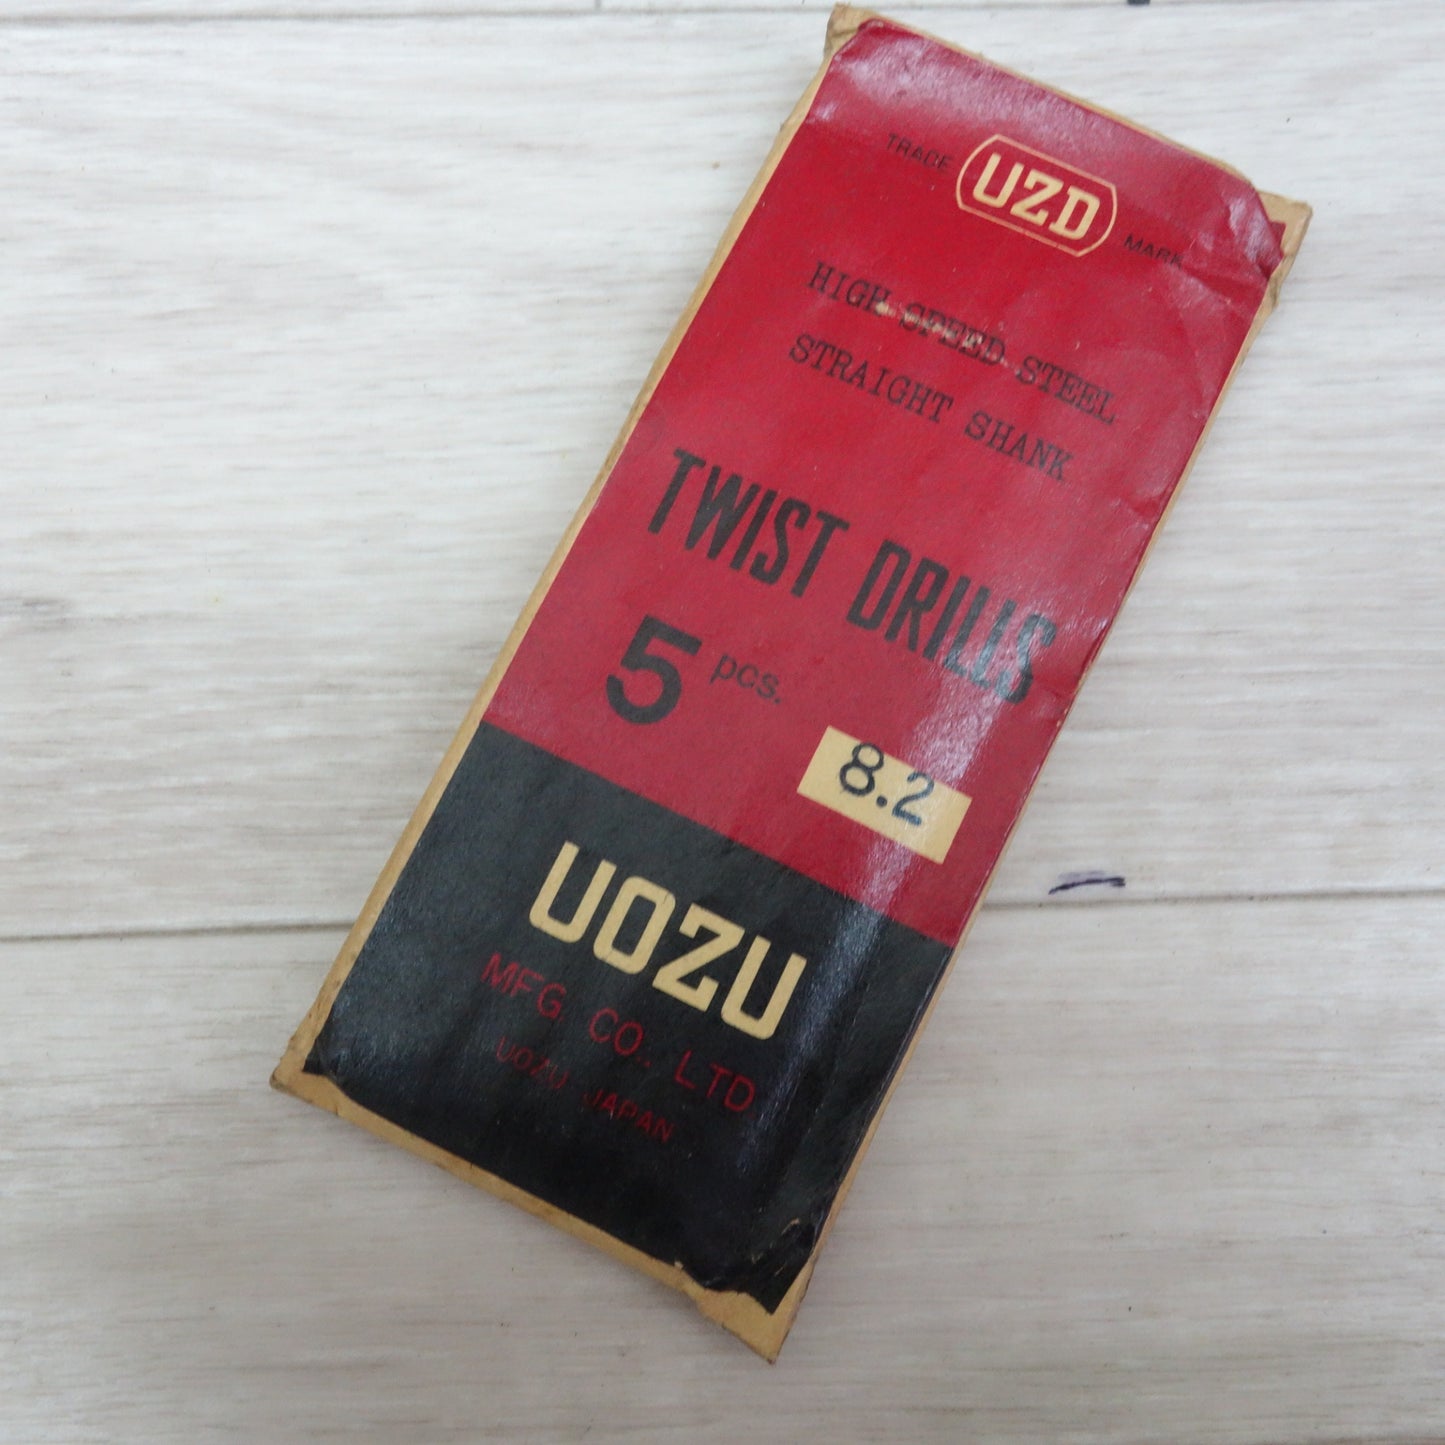 TRADE UZD MARK
HIGH SPEED STEEL
STRAIGHT SHANK
TWIST DRILLS
5 pcs.
8.2
UOZU
MFG. CO., LTD
UOZU JAPAN